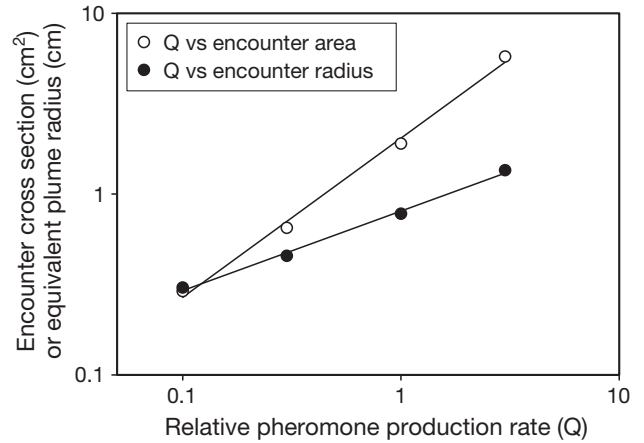 10
1
0.1
Encounter cross section (cm²)
or equivalent plume radius (cm)
Q vs encounter area
Q vs encounter radius
0.1 1 10
Relative pheromone production rate (Q)